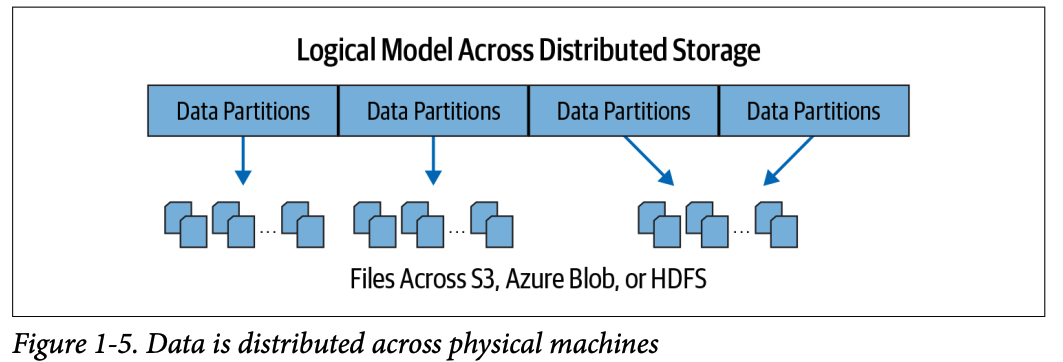 Logical Model Across Distributed Storage
Data Partitions Data Partitions Data Partitions Data Partitions
... ... ...
Files Across S3, Azure Blob, or HDFS
Figure 1-5. Data is distributed across physical machines